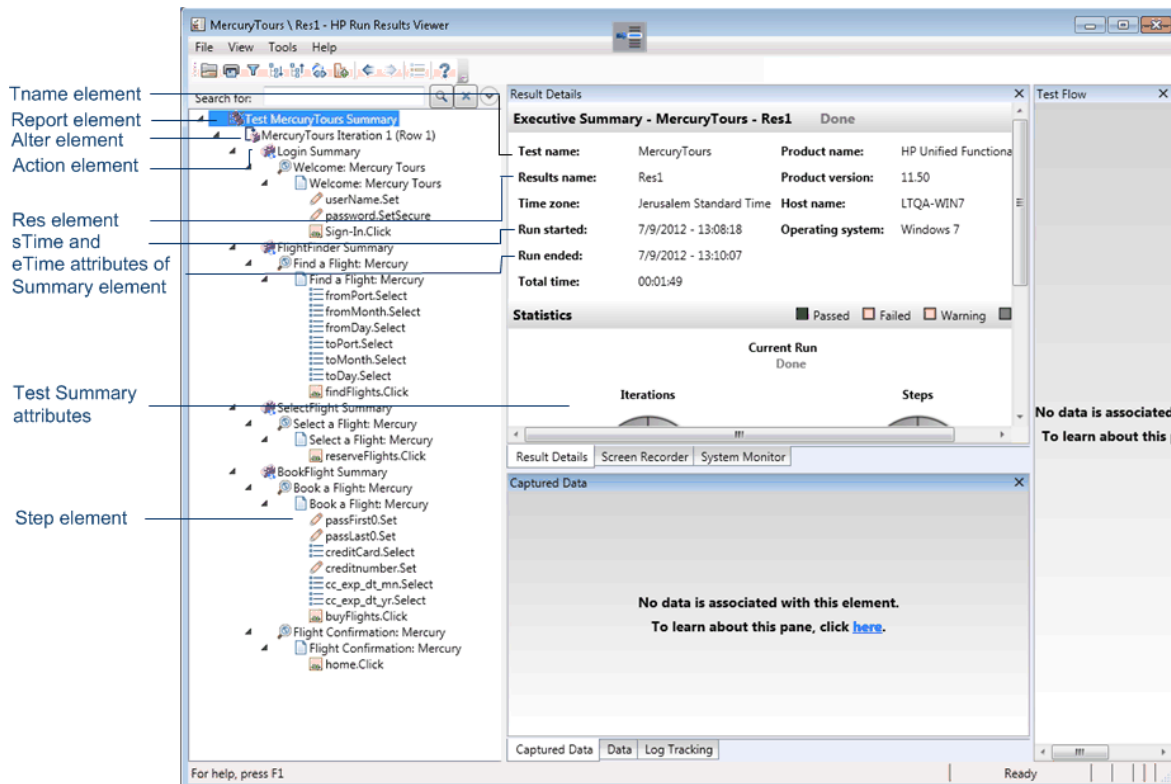 MercuryTours \ Res1 - HP Run Results Viewer
File View Tools Help
Search for:
Tname element
Report element
Alter element
Action element
Res element
sTime and
eTime attributes of
Summary element
Test Summary
attributes
Step element
Test MercuryTours Summary
MercuryTours Iteration 1 (Row 1)
Login Summary
Welcome: Mercury Tours
Welcome: Mercury Tours
userName.Set
password.SetSecure
Sign-In.Click
FlightFinder Summary
Find a Flight: Mercury
Find a Flight: Mercury
fromPort.Select
fromMonth.Select
fromDay.Select
toPort.Select
toMonth.Select
toDay.Select
findFlights.Click
SelectFlight Summary
Select a Flight: Mercury
Select a Flight: Mercury
reserveFlights.Click
BookFlight Summary
Book a Flight: Mercury
Book a Flight: Mercury
passFirst0.Set
passLast0.Set
creditCard.Select
creditnumber.Set
cc_exp_dt_mn.Select
cc_exp_dt_yr.Select
buyFlights.Click
Flight Confirmation: Mercury
Flight Confirmation: Mercury
home.Click
Result Details
Executive Summary - MercuryTours - Res1 Done
Test name: MercuryTours Product name: HP Unified Functiona
Results name: Res1 Product version: 11.50
Time zone: Jerusalem Standard Time Host name: LTQA-WIN7
Run started: 7/9/2012 - 13:08:18 Operating system: Windows 7
Run ended: 7/9/2012 - 13:10:07
Total time: 00:01:49
Statistics Passed Failed Warning
Current Run
Done
Iterations Steps
Result Details Screen Recorder System Monitor
Captured Data
No data is associated with this element.
To learn about this pane, click here.
Captured Data Data Log Tracking
Test Flow
No data is associated
To learn about this
For help, press F1
Ready